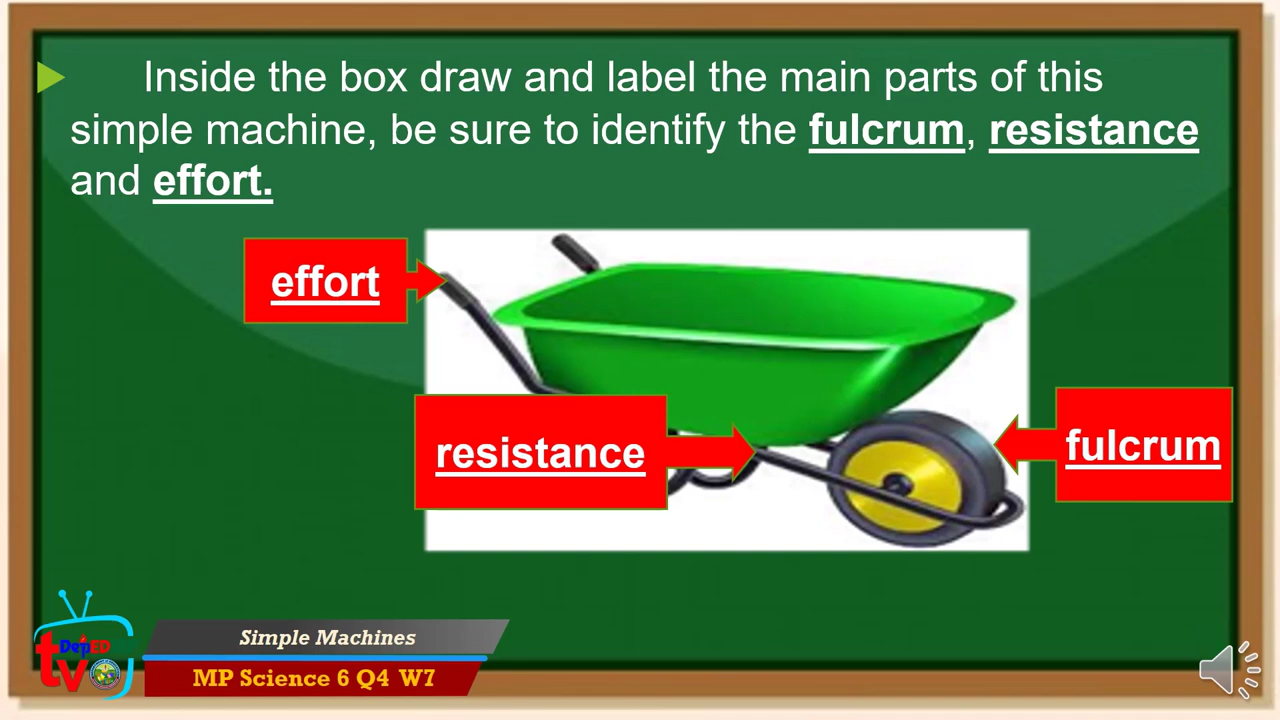 Inside the box draw and label the main parts of this
simple machine, be sure to identify the fulcrum, resistance
and effort.
effort
resistance
fulcrum
DepED
tv
Simple Machines
MP Science 6 Q4 W7